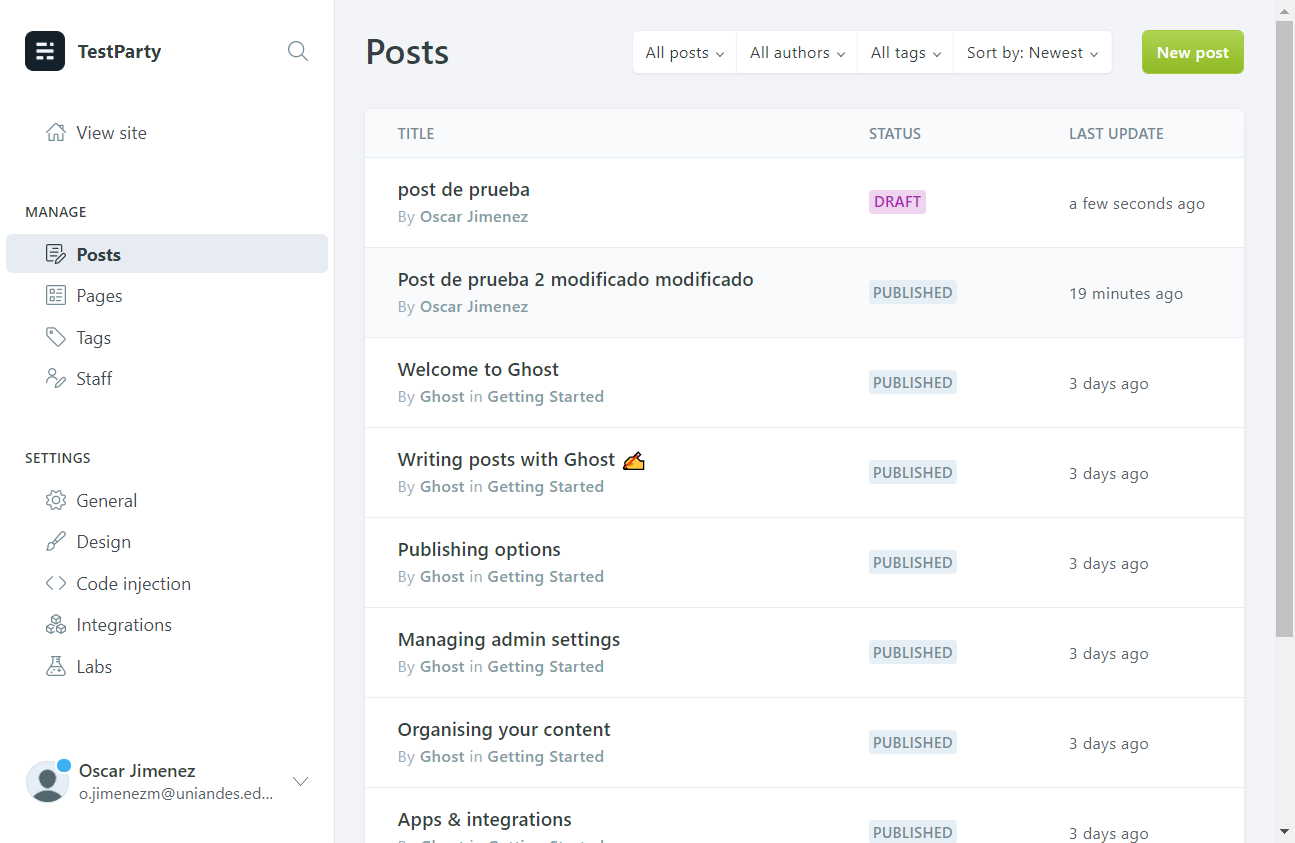 TestParty
View site
MANAGE
Posts
Pages
Tags
Staff
SETTINGS
General
Design
Code injection
Integrations
Labs
Oscar Jimenez
o.jimenezm@uniandes.ed...
Posts
All posts All authors All tags Sort by: Newest New post
TITLE STATUS LAST UPDATE
post de prueba
By Oscar Jimenez
DRAFT
a few seconds ago
Post de prueba 2 modificado modificado
By Oscar Jimenez
PUBLISHED
19 minutes ago
Welcome to Ghost
By Ghost in Getting Started
PUBLISHED
3 days ago
Writing posts with Ghost ✍
By Ghost in Getting Started
PUBLISHED
3 days ago
Publishing options
By Ghost in Getting Started
PUBLISHED
3 days ago
Managing admin settings
By Ghost in Getting Started
PUBLISHED
3 days ago
Organising your content
By Ghost in Getting Started
PUBLISHED
3 days ago
Apps & integrations
By Ghost in Getting Started
PUBLISHED
3 days ago